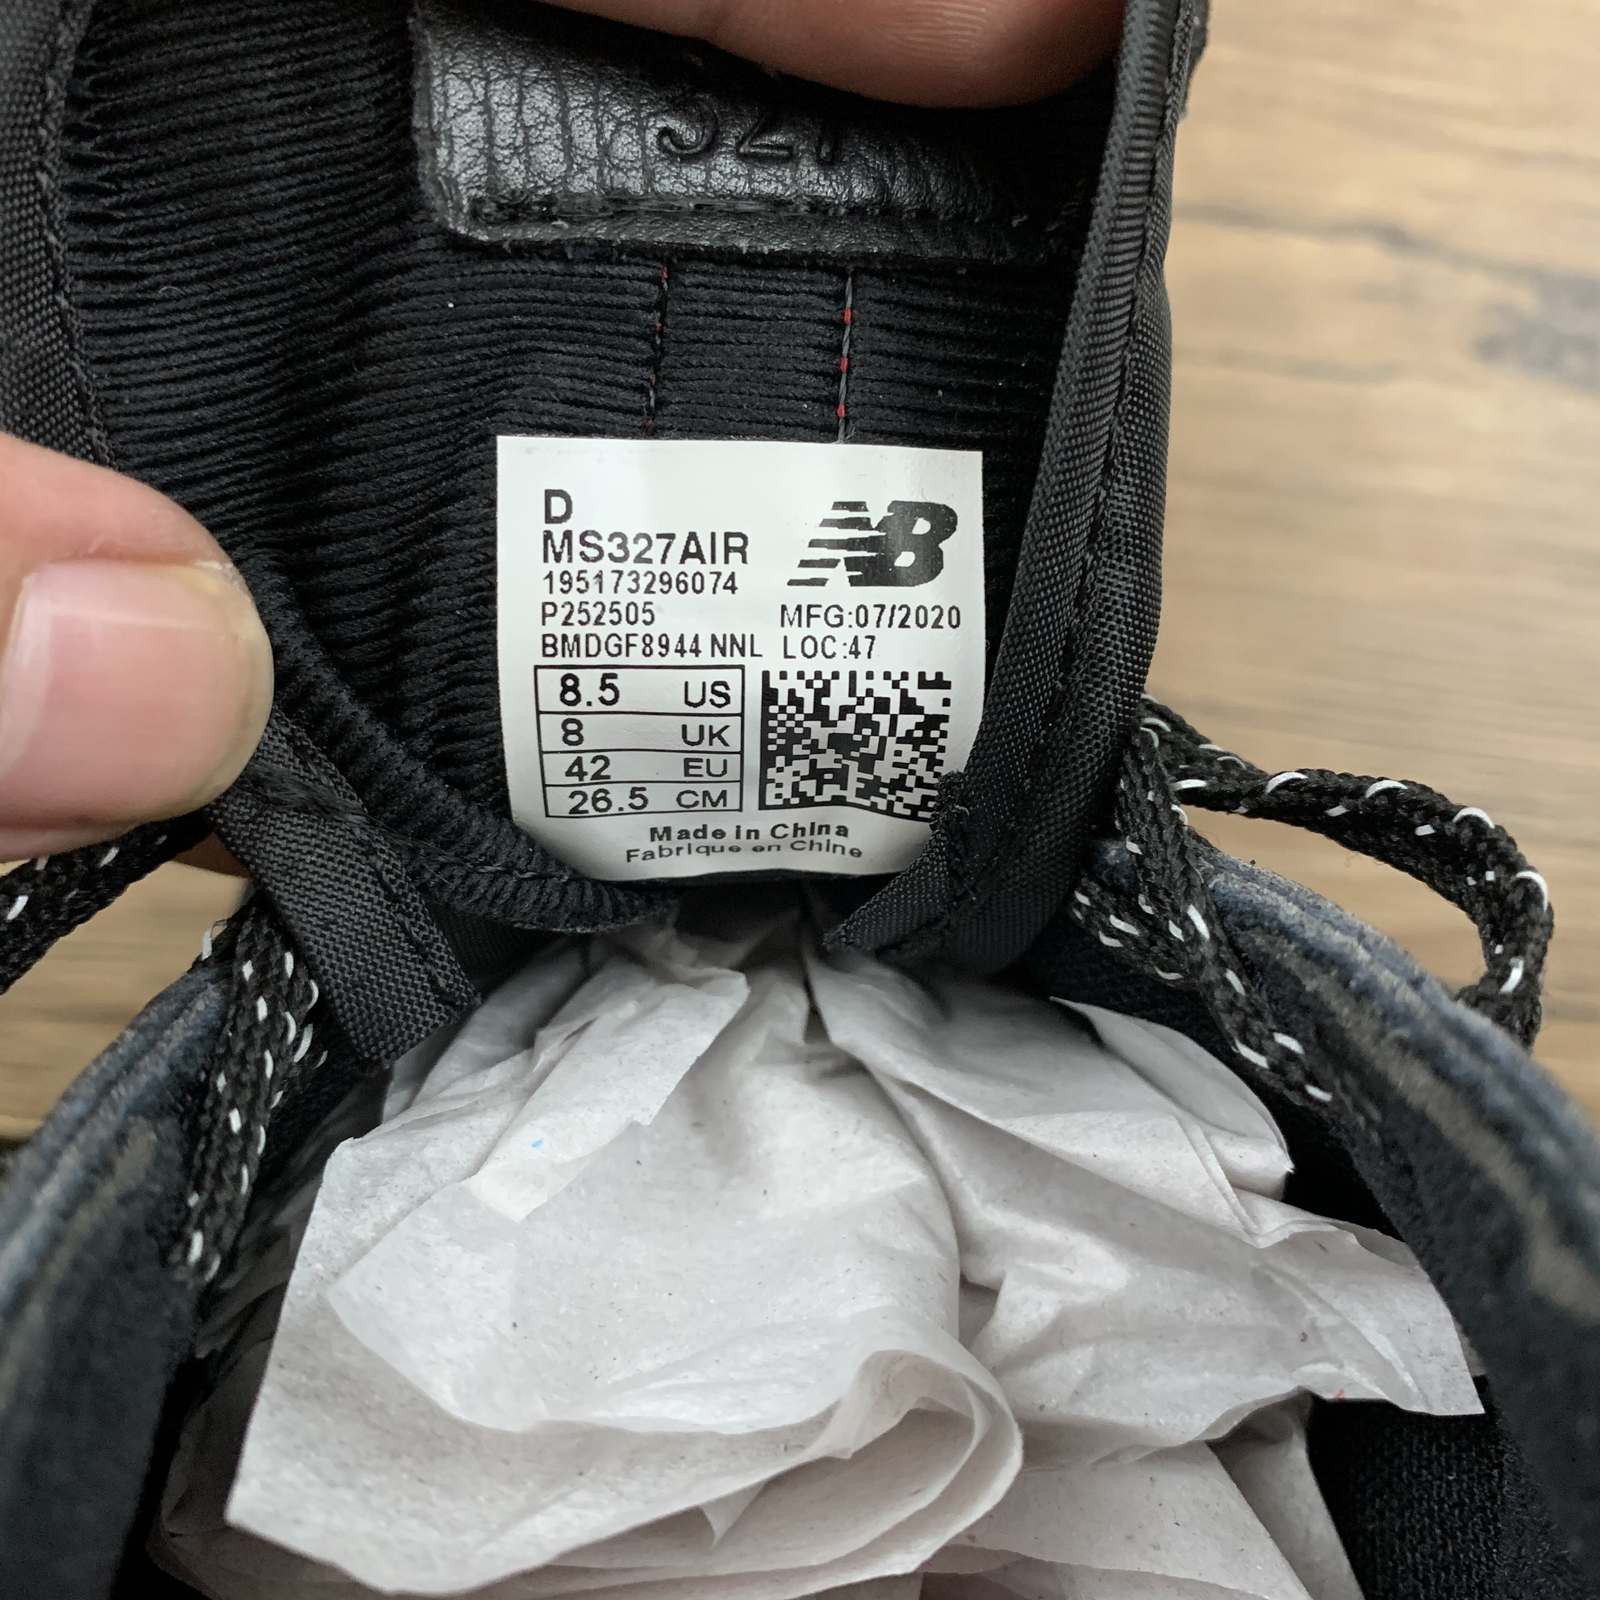 327
D
MS327AIR
NB
195173296074
P252505
MFG:07/2020
BMDGF8944 NNL
LOC:47
8.5 US
8 UK
42 EU
26.5 CM
Made in China
Fabrique en Chine